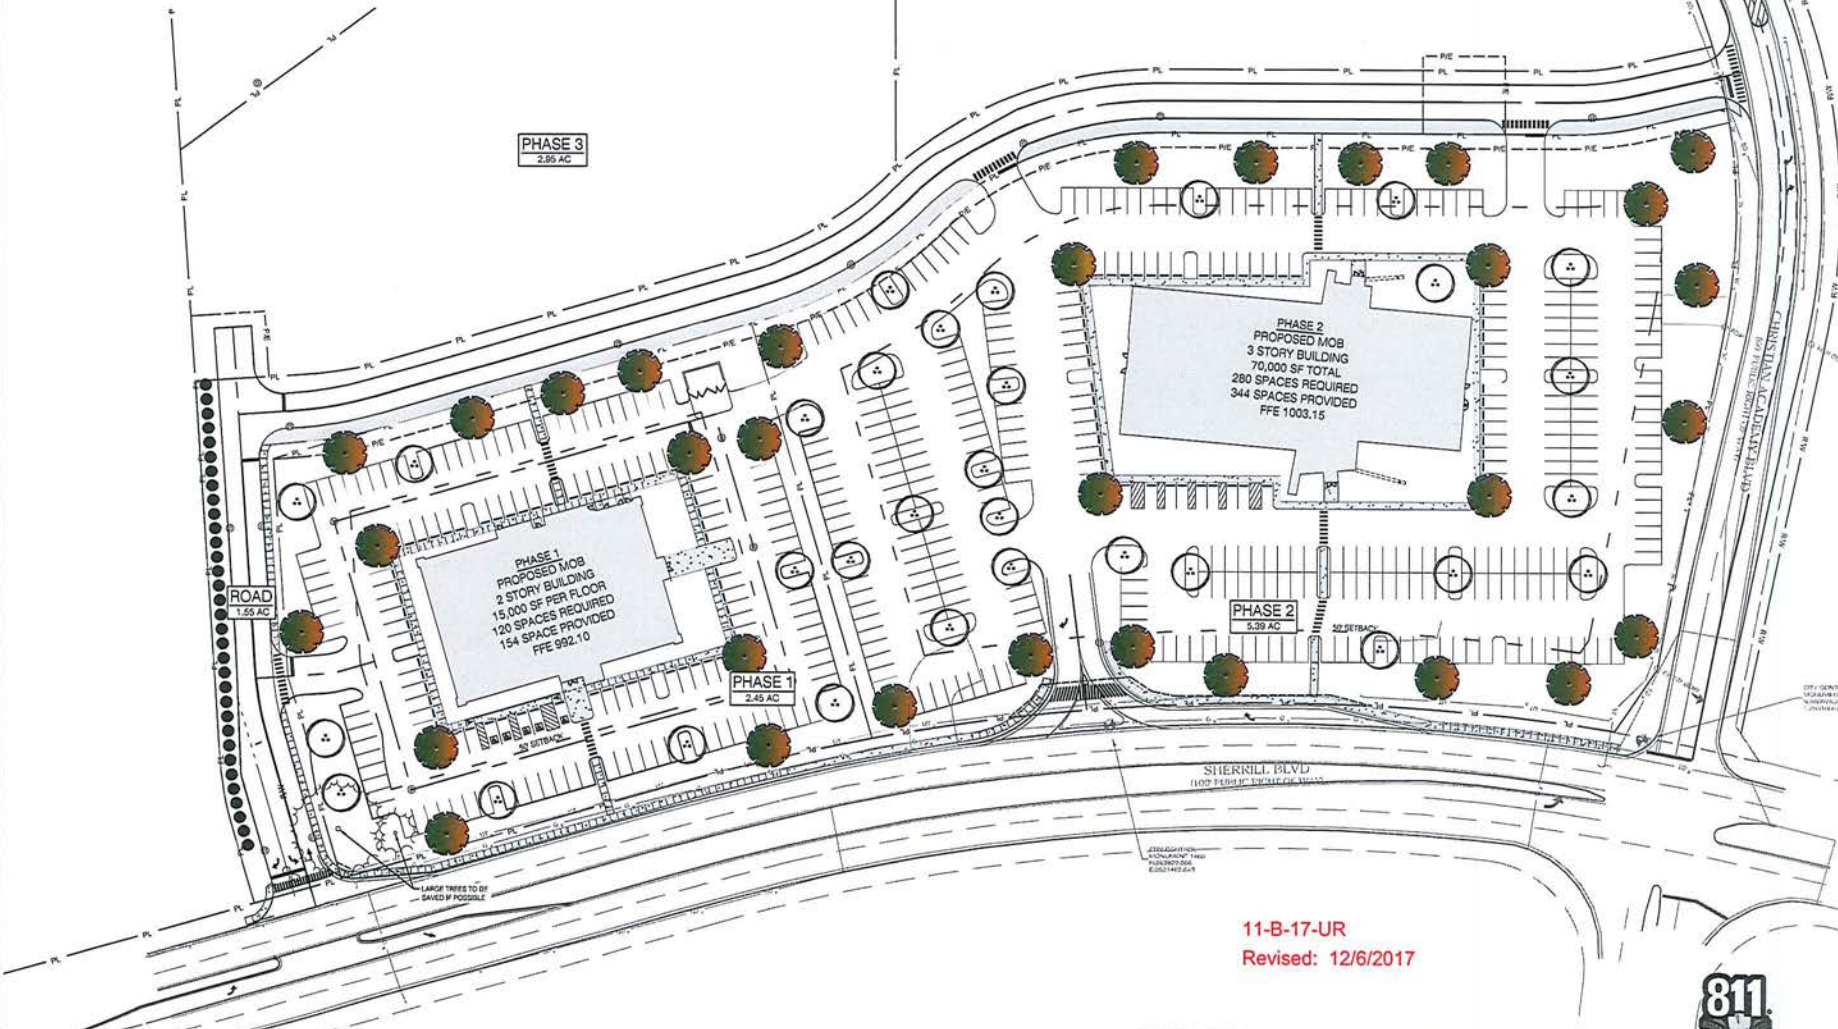 PHASE 3
2.95 AC
PHASE 2
PROPOSED MOB
3 STORY BUILDING
70,000 SF TOTAL
280 SPACES REQUIRED
344 SPACES PROVIDED
FFE 1003.15
CHRISTIAN ACADEMY BLVD
PHASE 1
PROPOSED MOB
2 STORY BUILDING
15,000 SF PER FLOOR
120 SPACES REQUIRED
154 SPACE PROVIDED
FFE 992.10
ROAD
1.55 AC
PHASE 2
5.39 AC
50' SETBACK
PHASE 1
2.45 AC
50' SETBACK
SHERRILL BLVD
LARGE TREES TO BE
SAVED IF POSSIBLE
11-B-17-UR
Revised: 12/6/2017
811